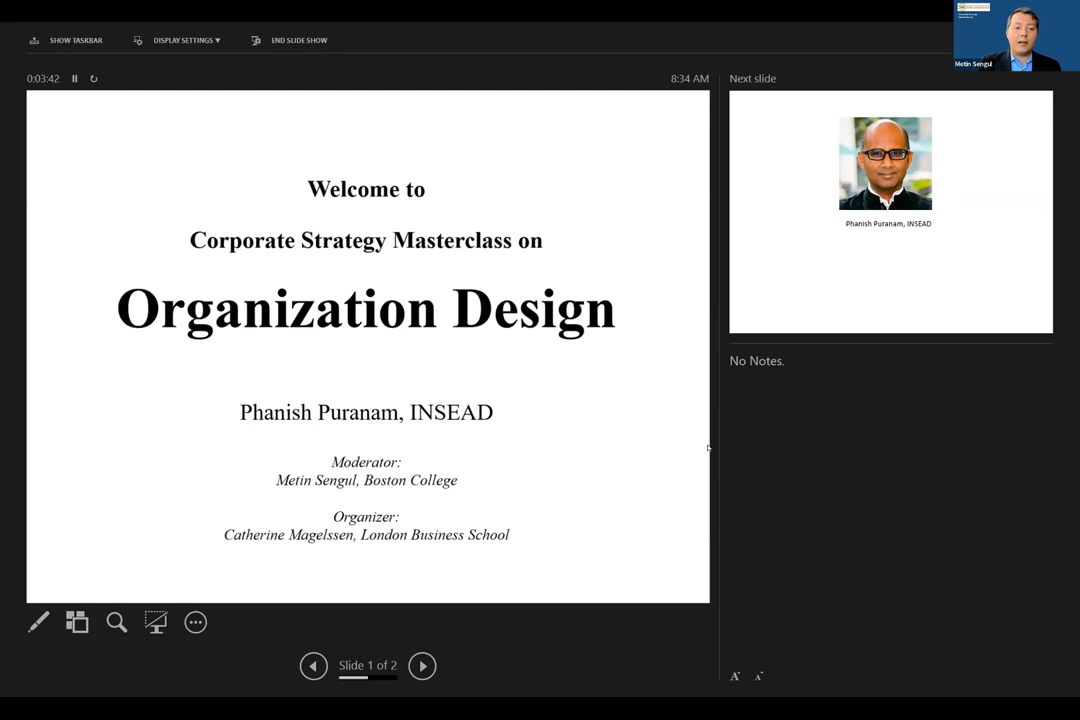 SHOW TASKBAR
DISPLAY SETTINGS ▾
END SLIDE SHOW
Metin Sengul
0:03:42
8:34 AM
Next slide
Welcome to
Corporate Strategy Masterclass on
Organization Design
Phanish Puranam, INSEAD
Moderator:
Metin Sengul, Boston College
Organizer:
Catherine Magelssen, London Business School
Phanish Puranam, INSEAD
No Notes.
Slide 1 of 2
A A